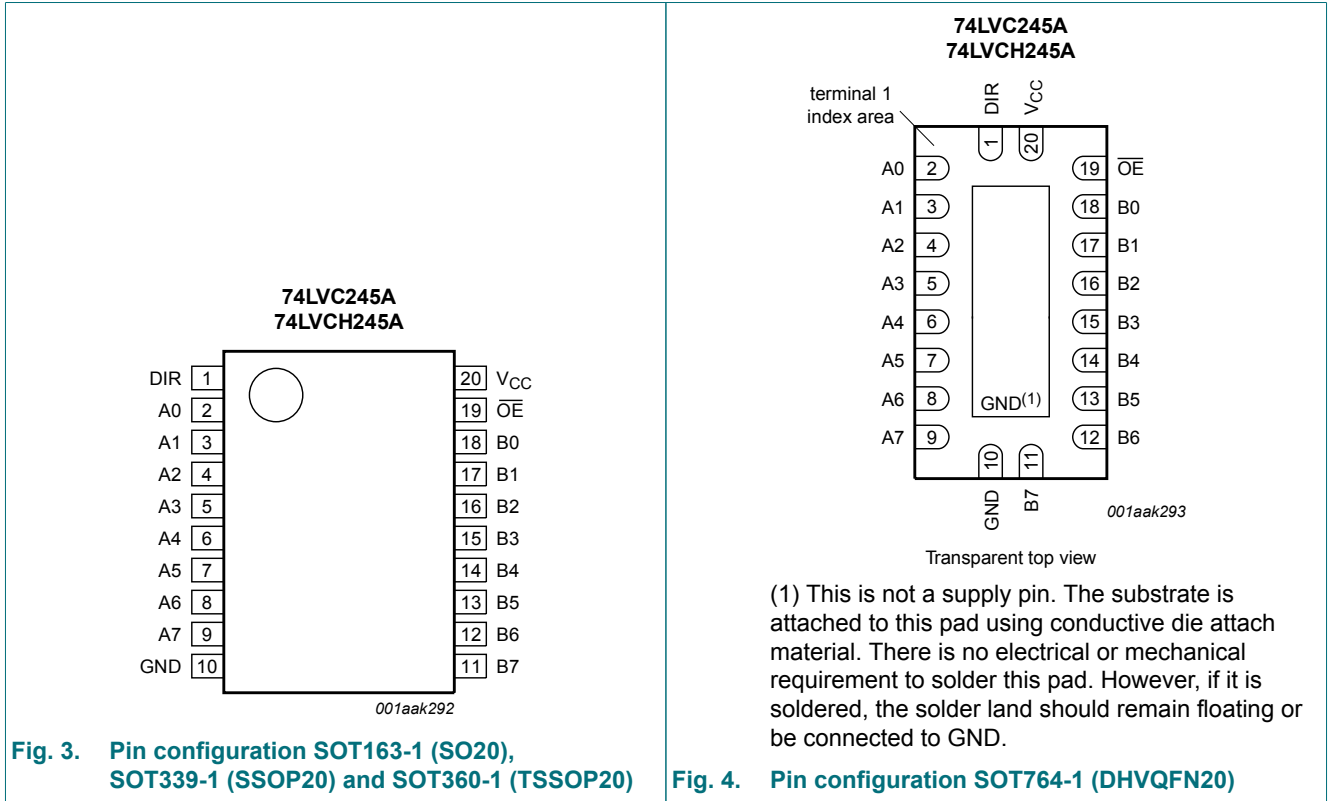 74LVC245A
74LVCH245A
DIR 1
20 VCC
A0 2
19 OE
A1 3
18 B0
A2 4
17 B1
A3 5
16 B2
A4 6
15 B3
A5 7
14 B4
A6 8
13 B5
A7 9
12 B6
GND 10
11 B7
001aak292
Fig. 3. Pin configuration SOT163-1 (SO20),
SOT339-1 (SSOP20) and SOT360-1 (TSSOP20)
74LVC245A
74LVCH245A
terminal 1
index area
DIR
VCC
1
20
A0 2
19 OE
A1 3
18 B0
A2 4
17 B1
A3 5
16 B2
A4 6
15 B3
A5 7
14 B4
A6 8
GND(1)
13 B5
A7 9
12 B6
10
11
GND
B7
001aak293
Transparent top view
(1) This is not a supply pin. The substrate is
attached to this pad using conductive die attach
material. There is no electrical or mechanical
requirement to solder this pad. However, if it is
soldered, the solder land should remain floating or
be connected to GND.
Fig. 4. Pin configuration SOT764-1 (DHVQFN20)